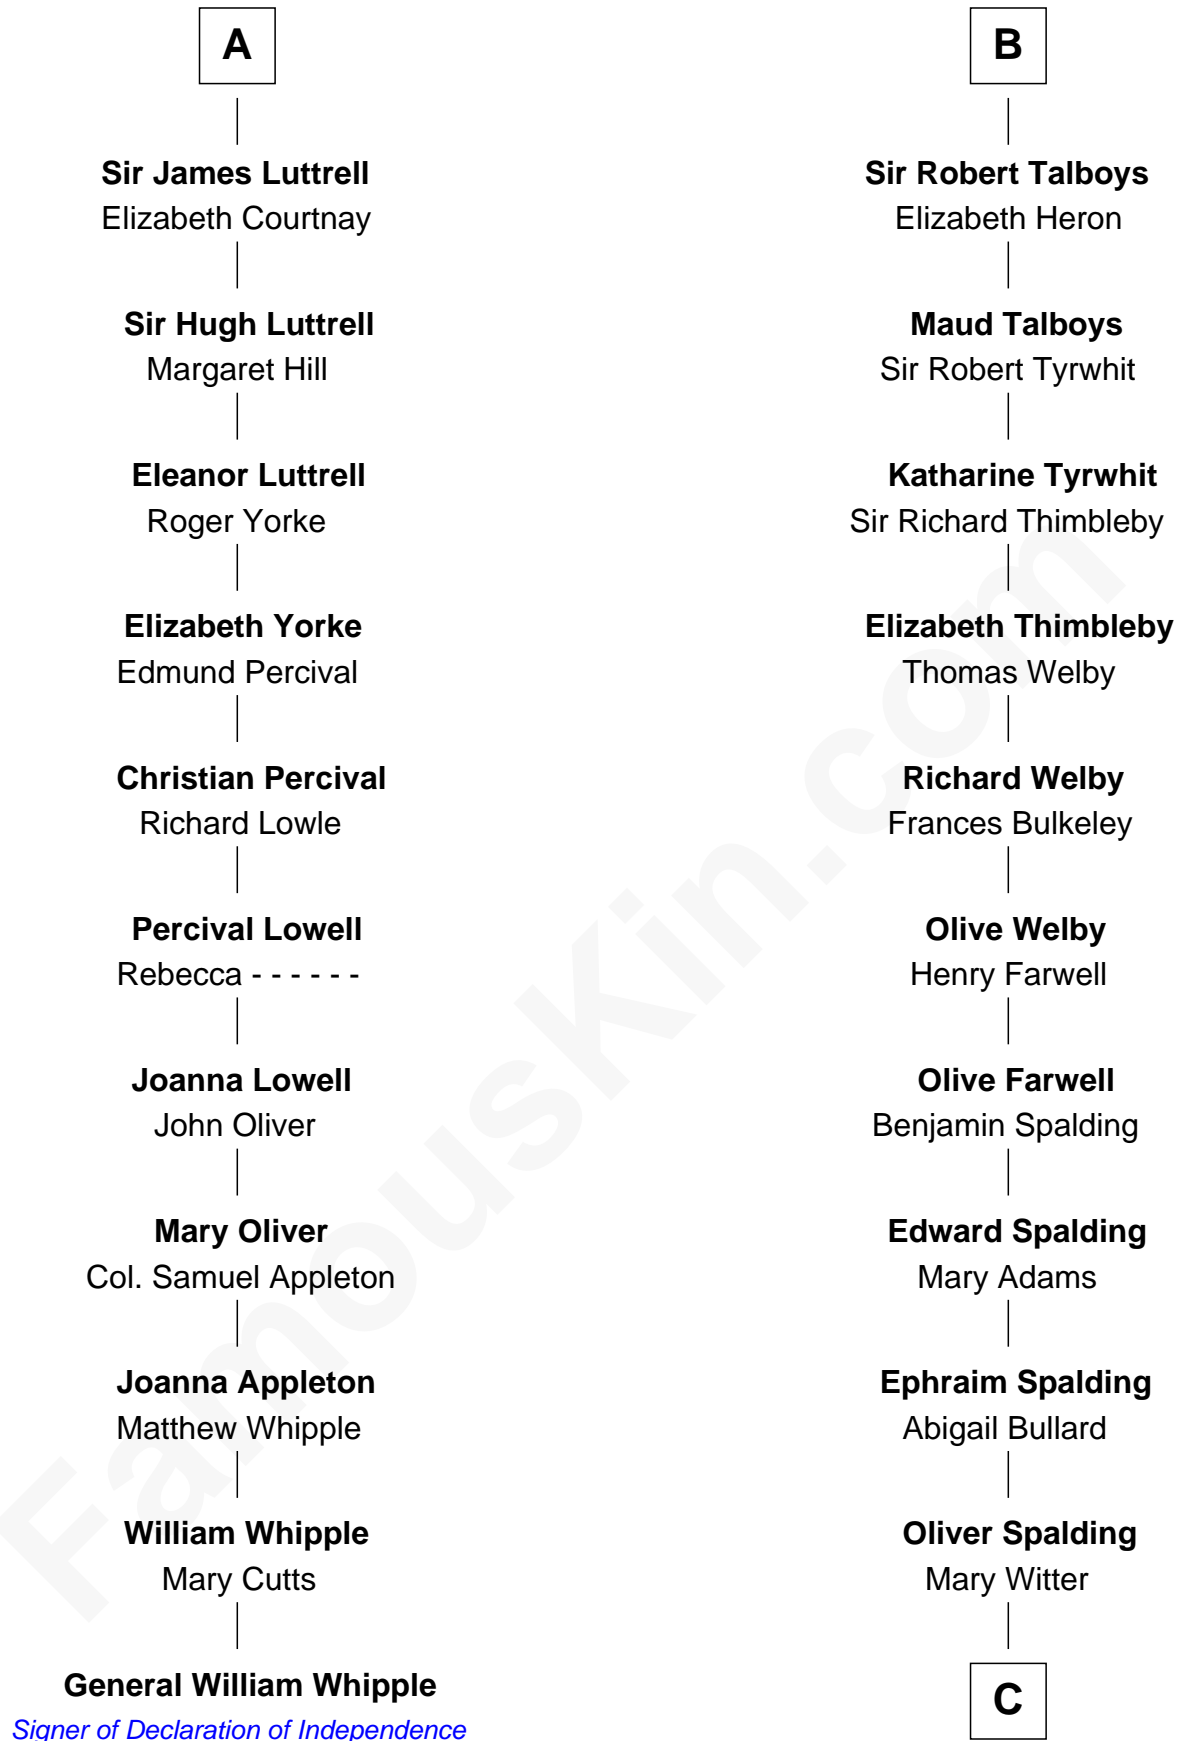 A
Sir James Luttrell
Elizabeth Courtnay
Sir Hugh Luttrell
Margaret Hill
Eleanor Luttrell
Roger Yorke
Elizabeth Yorke
Edmund Percival
Christian Percival
Richard Lowle
Percival Lowell
Rebecca - - - - - -
Joanna Lowell
John Oliver
Mary Oliver
Col. Samuel Appleton
Joanna Appleton
Matthew Whipple
William Whipple
Mary Cutts
General William Whipple
Signer of Declaration of Independence
B
Sir Robert Talboys
Elizabeth Heron
Maud Talboys
Sir Robert Tyrwhit
Katharine Tyrwhit
Sir Richard Thimbleby
Elizabeth Thimbleby
Thomas Welby
Richard Welby
Frances Bulkeley
Olive Welby
Henry Farwell
Olive Farwell
Benjamin Spalding
Edward Spalding
Mary Adams
Ephraim Spalding
Abigail Bullard
Oliver Spalding
Mary Witter
C
FamousKin.com